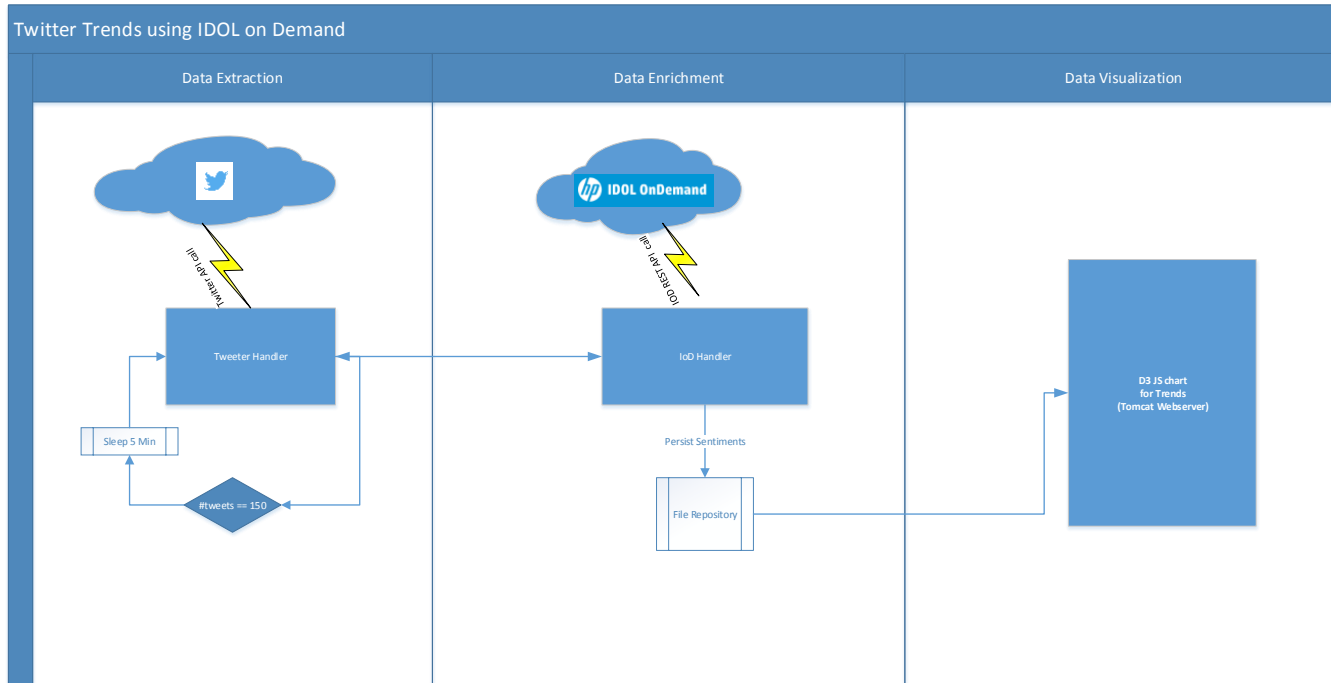 Twitter Trends using IDOL on Demand
Data Extraction
Data Enrichment
Data Visualization
hp IDOL OnDemand
Twitter API call
IOD REST API call
Tweeter Handler
IoD Handler
D3 JS chart
for Trends
(Tomcat Webserver)
Sleep 5 Min
Persist Sentiments
#tweets == 150
File Repository